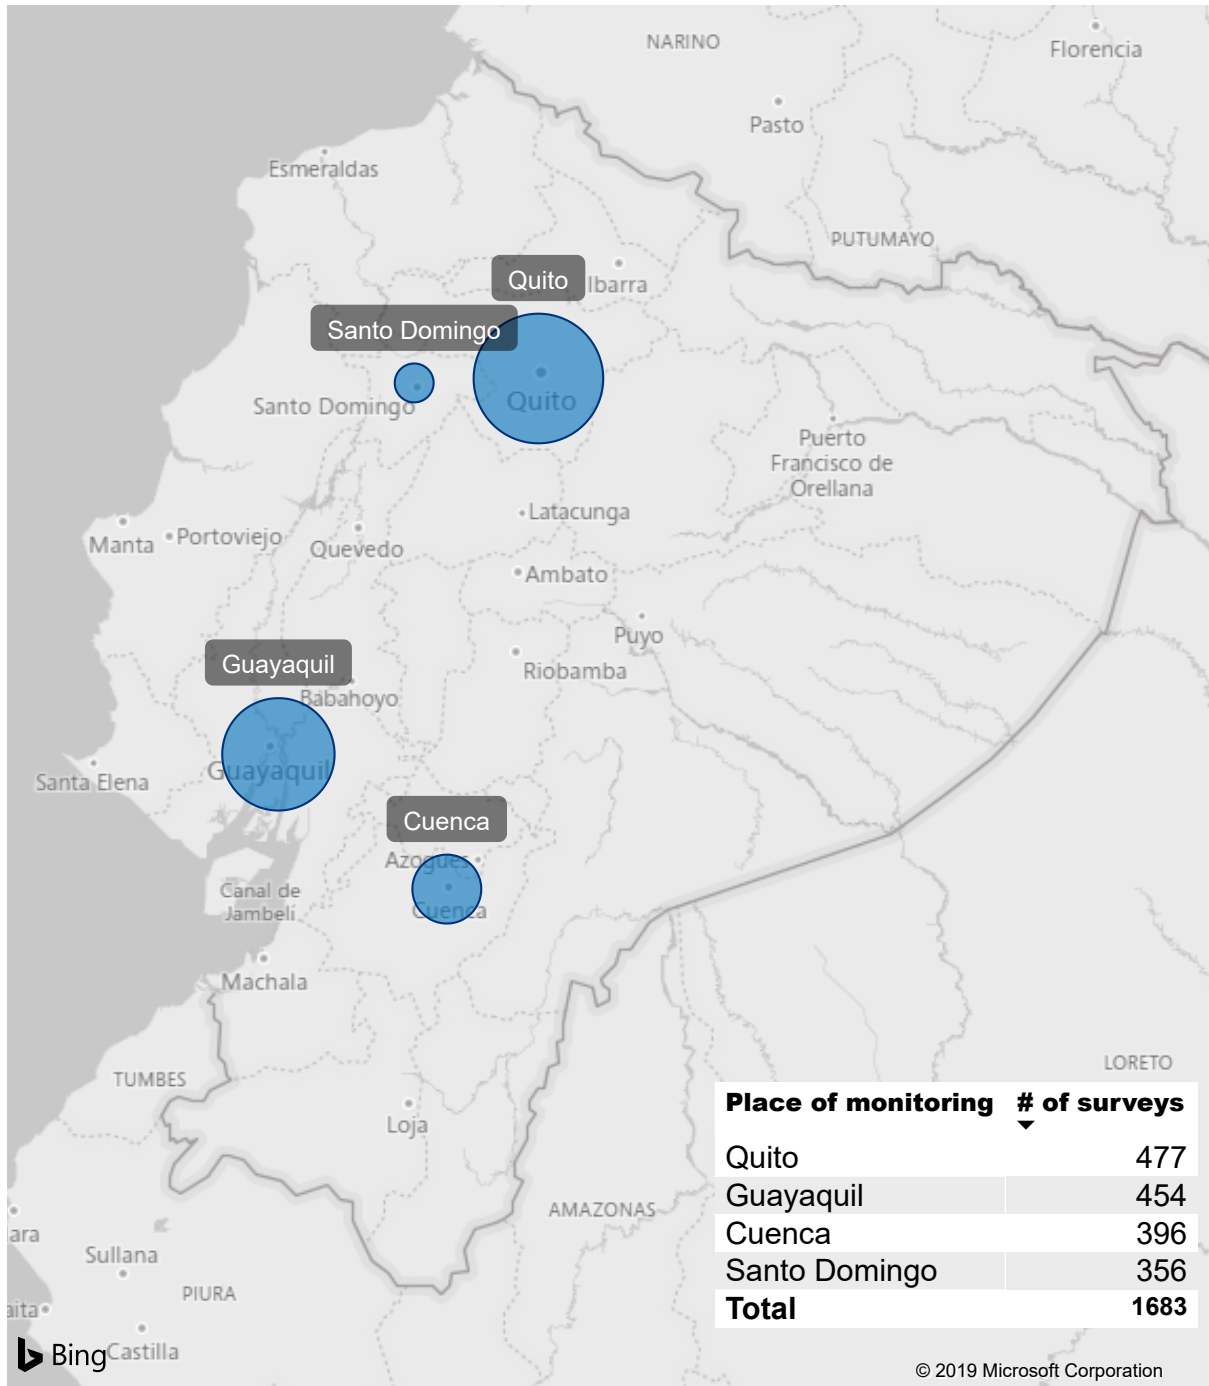 NARINO
Florencia
Pasto
Esmeraldas
PUTUMAYO
Quito
Ibarra
Santo Domingo
Quito
Santo Domingo
Puerto
Francisco de
Orellana
Latacunga
Manta
Portoviejo
Quevedo
Ambato
Puyo
Guayaquil
Riobamba
Babahoyo
Guayaquil
Santa Elena
Cuenca
Azogues
Canal de
Jambelí
Cuenca
Machala
LORETO
TUMBES
Place of monitoring # of surveys
Loja
Quito 477
Guayaquil 454
AMAZONAS
ara
Cuenca 396
Sullana
Santo Domingo 356
PIURA
Total 1683
aita
Castilla
Bing
© 2019 Microsoft Corporation